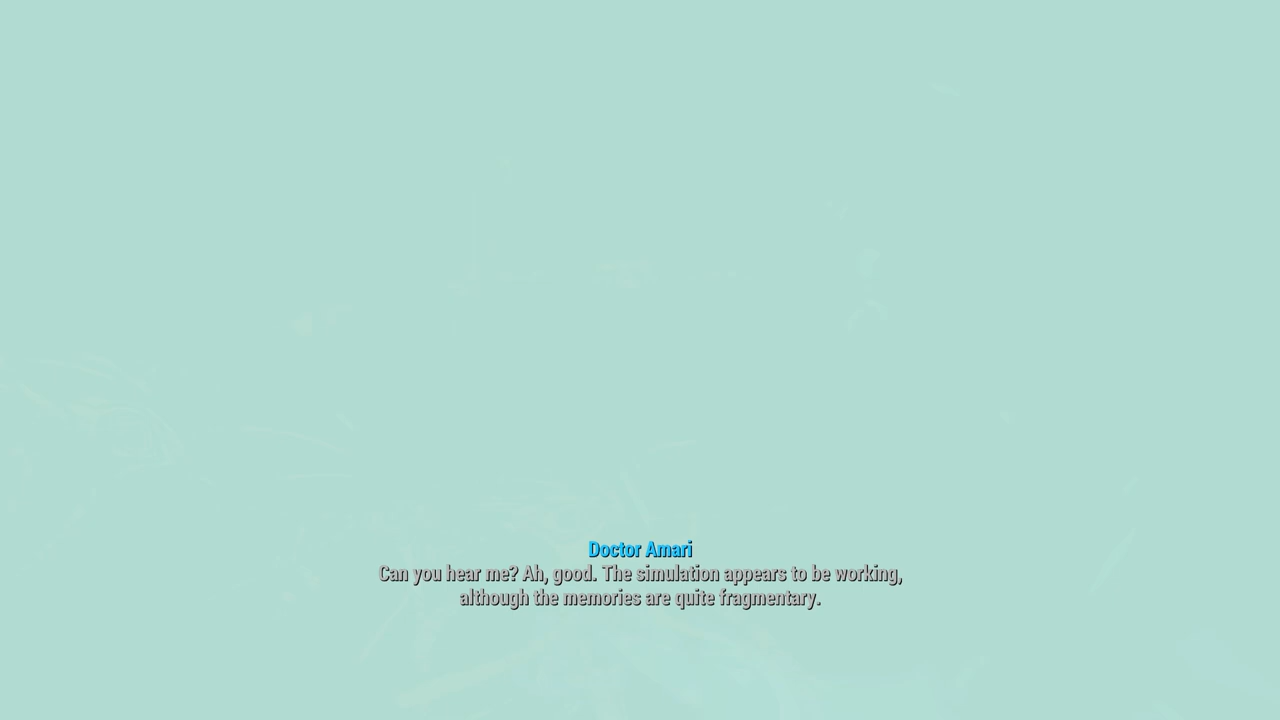 Doctor Amari
Can you hear me? Ah, good. The simulation appears to be working,
although the memories are quite fragmentary.